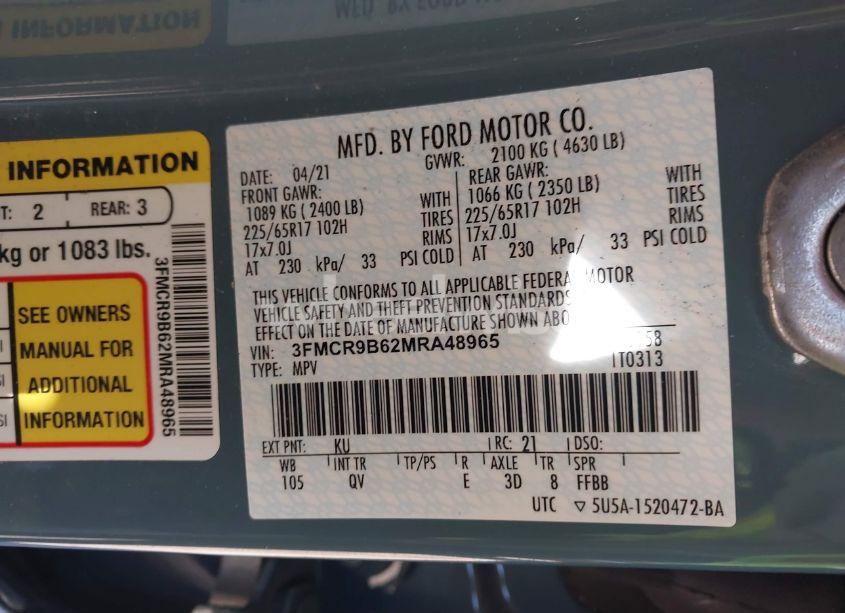 INFORMATION
MFD. BY FORD
INFORMATION
T: 2 REAR: 3
kg or 1083 lbs.
SEE OWNERS
MANUAL FOR
ADDITIONAL
INFORMATION
3FMCR9B62MRA48965
MFD. BY FORD MOTOR CO.
DATE: 04/21 GVWR: 2100 KG ( 4630 LB)
FRONT GAWR: REAR GAWR: WITH
1089 KG (2400 LB) WITH 1066 KG ( 2350 LB) TIRES
225/65R17 102H TIRES 225/65R17 102H RIMS
17x7.0J RIMS 17x7.0J
AT 230 kPa/ 33 PSI COLD AT 230 kPa/ 33 PSI COLD
THIS VEHICLE CONFORMS TO ALL APPLICABLE FEDERAL MOTOR
VEHICLE SAFETY AND THEFT PREVENTION STANDARDS
EFFECT ON THE DATE OF MANUFACTURE SHOWN ABO
VIN: 3FMCR9B62MRA48965 58
TYPE: MPV 1T0313
EXT PNT: KU RC: 21 DSO:
WB INT TR TP/PS R AXLE TR SPR
105 QV E 3D 8 FFBB
UTC ▽ 5U5A-1520472-BA